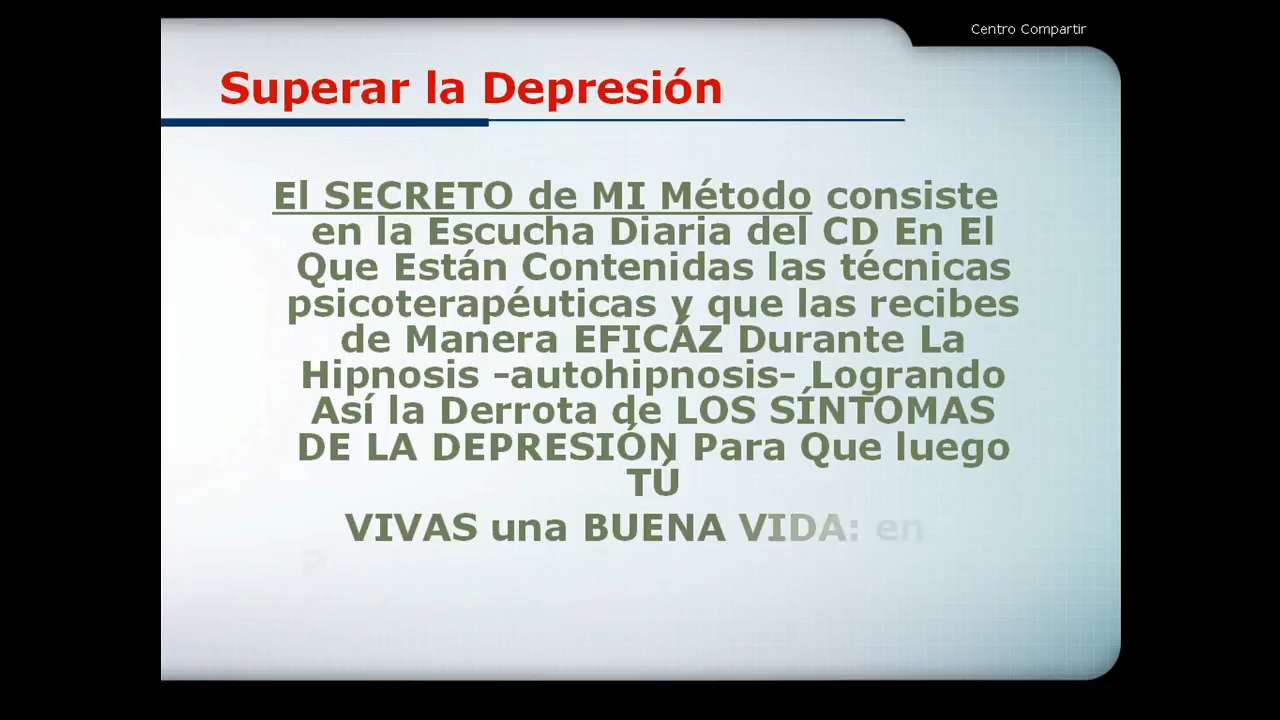 Centro Compartir
Superar la Depresión
El SECRETO de MI Método consiste
en la Escucha Diaria del CD En El
Que Están Contenidas las técnicas
psicoterapéuticas y que las recibes
de Manera EFICÁZ Durante La
Hipnosis -autohipnosis- Logrando
Así la Derrota de LOS SÍNTOMAS
DE LA DEPRESIÓN Para Que luego
TÚ
VIVAS una BUENA VIDA: en